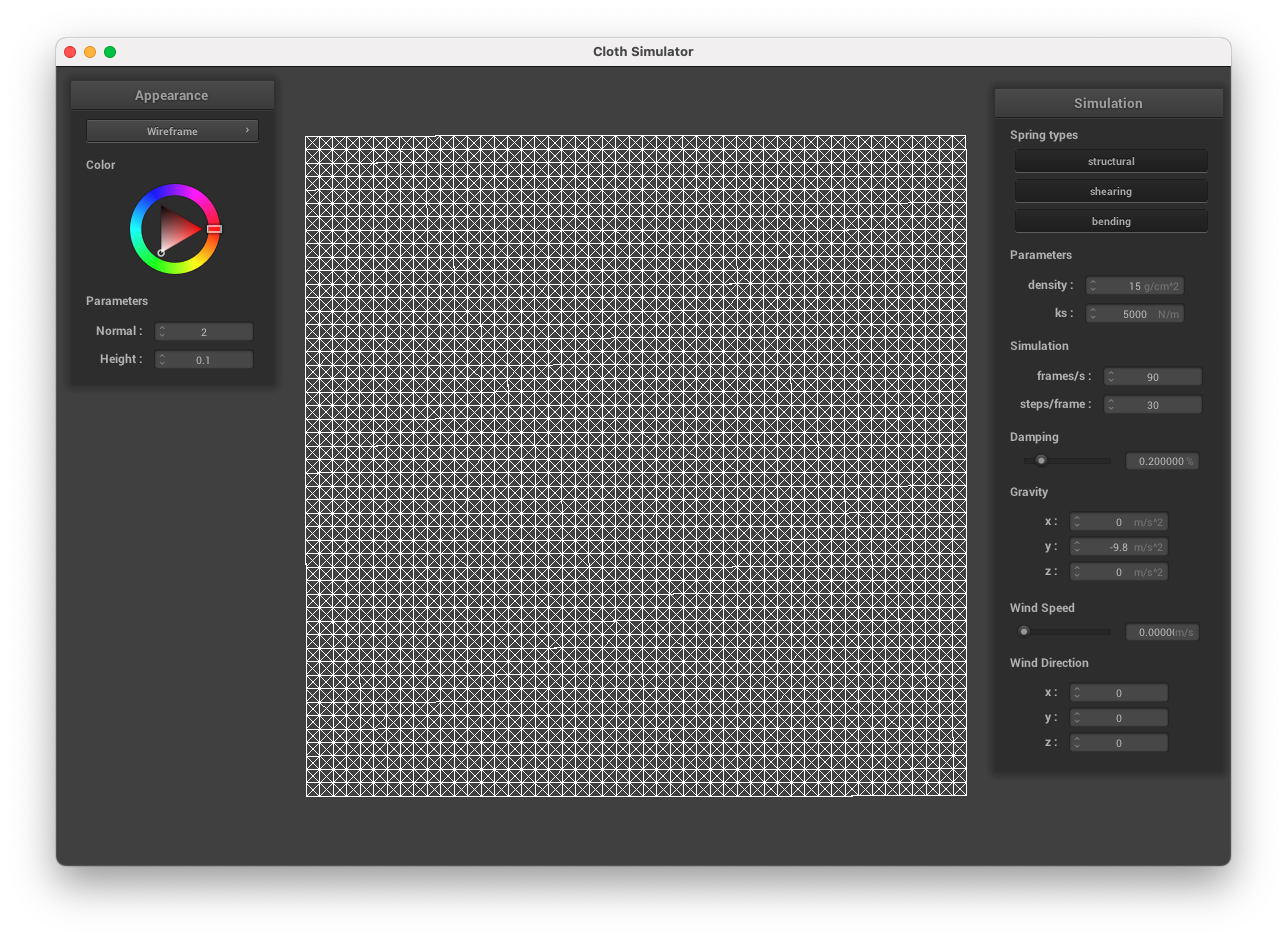 Cloth Simulator
Appearance
Wireframe
Color
Parameters
Normal : 2
Height : 0.1
Simulation
Spring types
structural
shearing
bending
Parameters
density : 15 g/cm^2
ks : 5000 N/m
Simulation
frames/s : 90
steps/frame : 30
Damping
0.200000 %
Gravity
x : 0 m/s^2
y : -9.8 m/s^2
z : 0 m/s^2
Wind Speed
0.0000 m/s
Wind Direction
x : 0
y : 0
z : 0